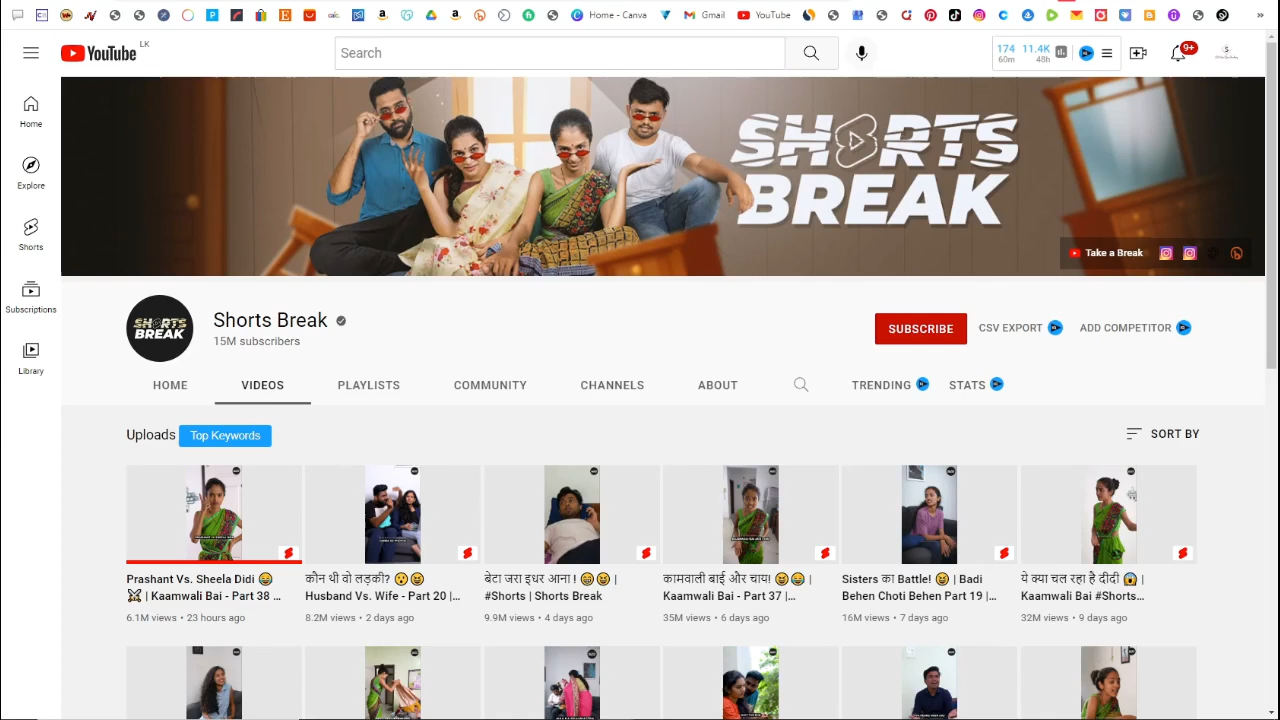 Home - Canva
Gmail
YouTube
YouTube LK
Search
174 11.4K
60m 48h
9+
Home
Explore
Shorts
Subscriptions
Library
SHORTS
BREAK
Take a Break
SHORTS
BREAK
Shorts Break
15M subscribers
SUBSCRIBE
CSV EXPORT
ADD COMPETITOR
HOME VIDEOS PLAYLISTS COMMUNITY CHANNELS ABOUT TRENDING STATS
Uploads Top Keywords
SORT BY
Prashant Vs. Sheela Didi 😂
⚔️ | Kaamwali Bai - Part 38 ...
6.1M views • 23 hours ago
कौन थी वो लड़की? 😯😆
Husband Vs. Wife - Part 20 |...
8.2M views • 2 days ago
बेटा जरा इधर आना ! 😂😆 |
#Shorts | Shorts Break
9.9M views • 4 days ago
कामवाली बाई और चाय! 😆😂 |
Kaamwali Bai - Part 37 |...
35M views • 6 days ago
Sisters का Battle! 😆 | Badi
Behen Choti Behen Part 19 |...
16M views • 7 days ago
ये क्या चल रहा है दीदी 😱 |
Kaamwali Bai #Shorts...
32M views • 9 days ago